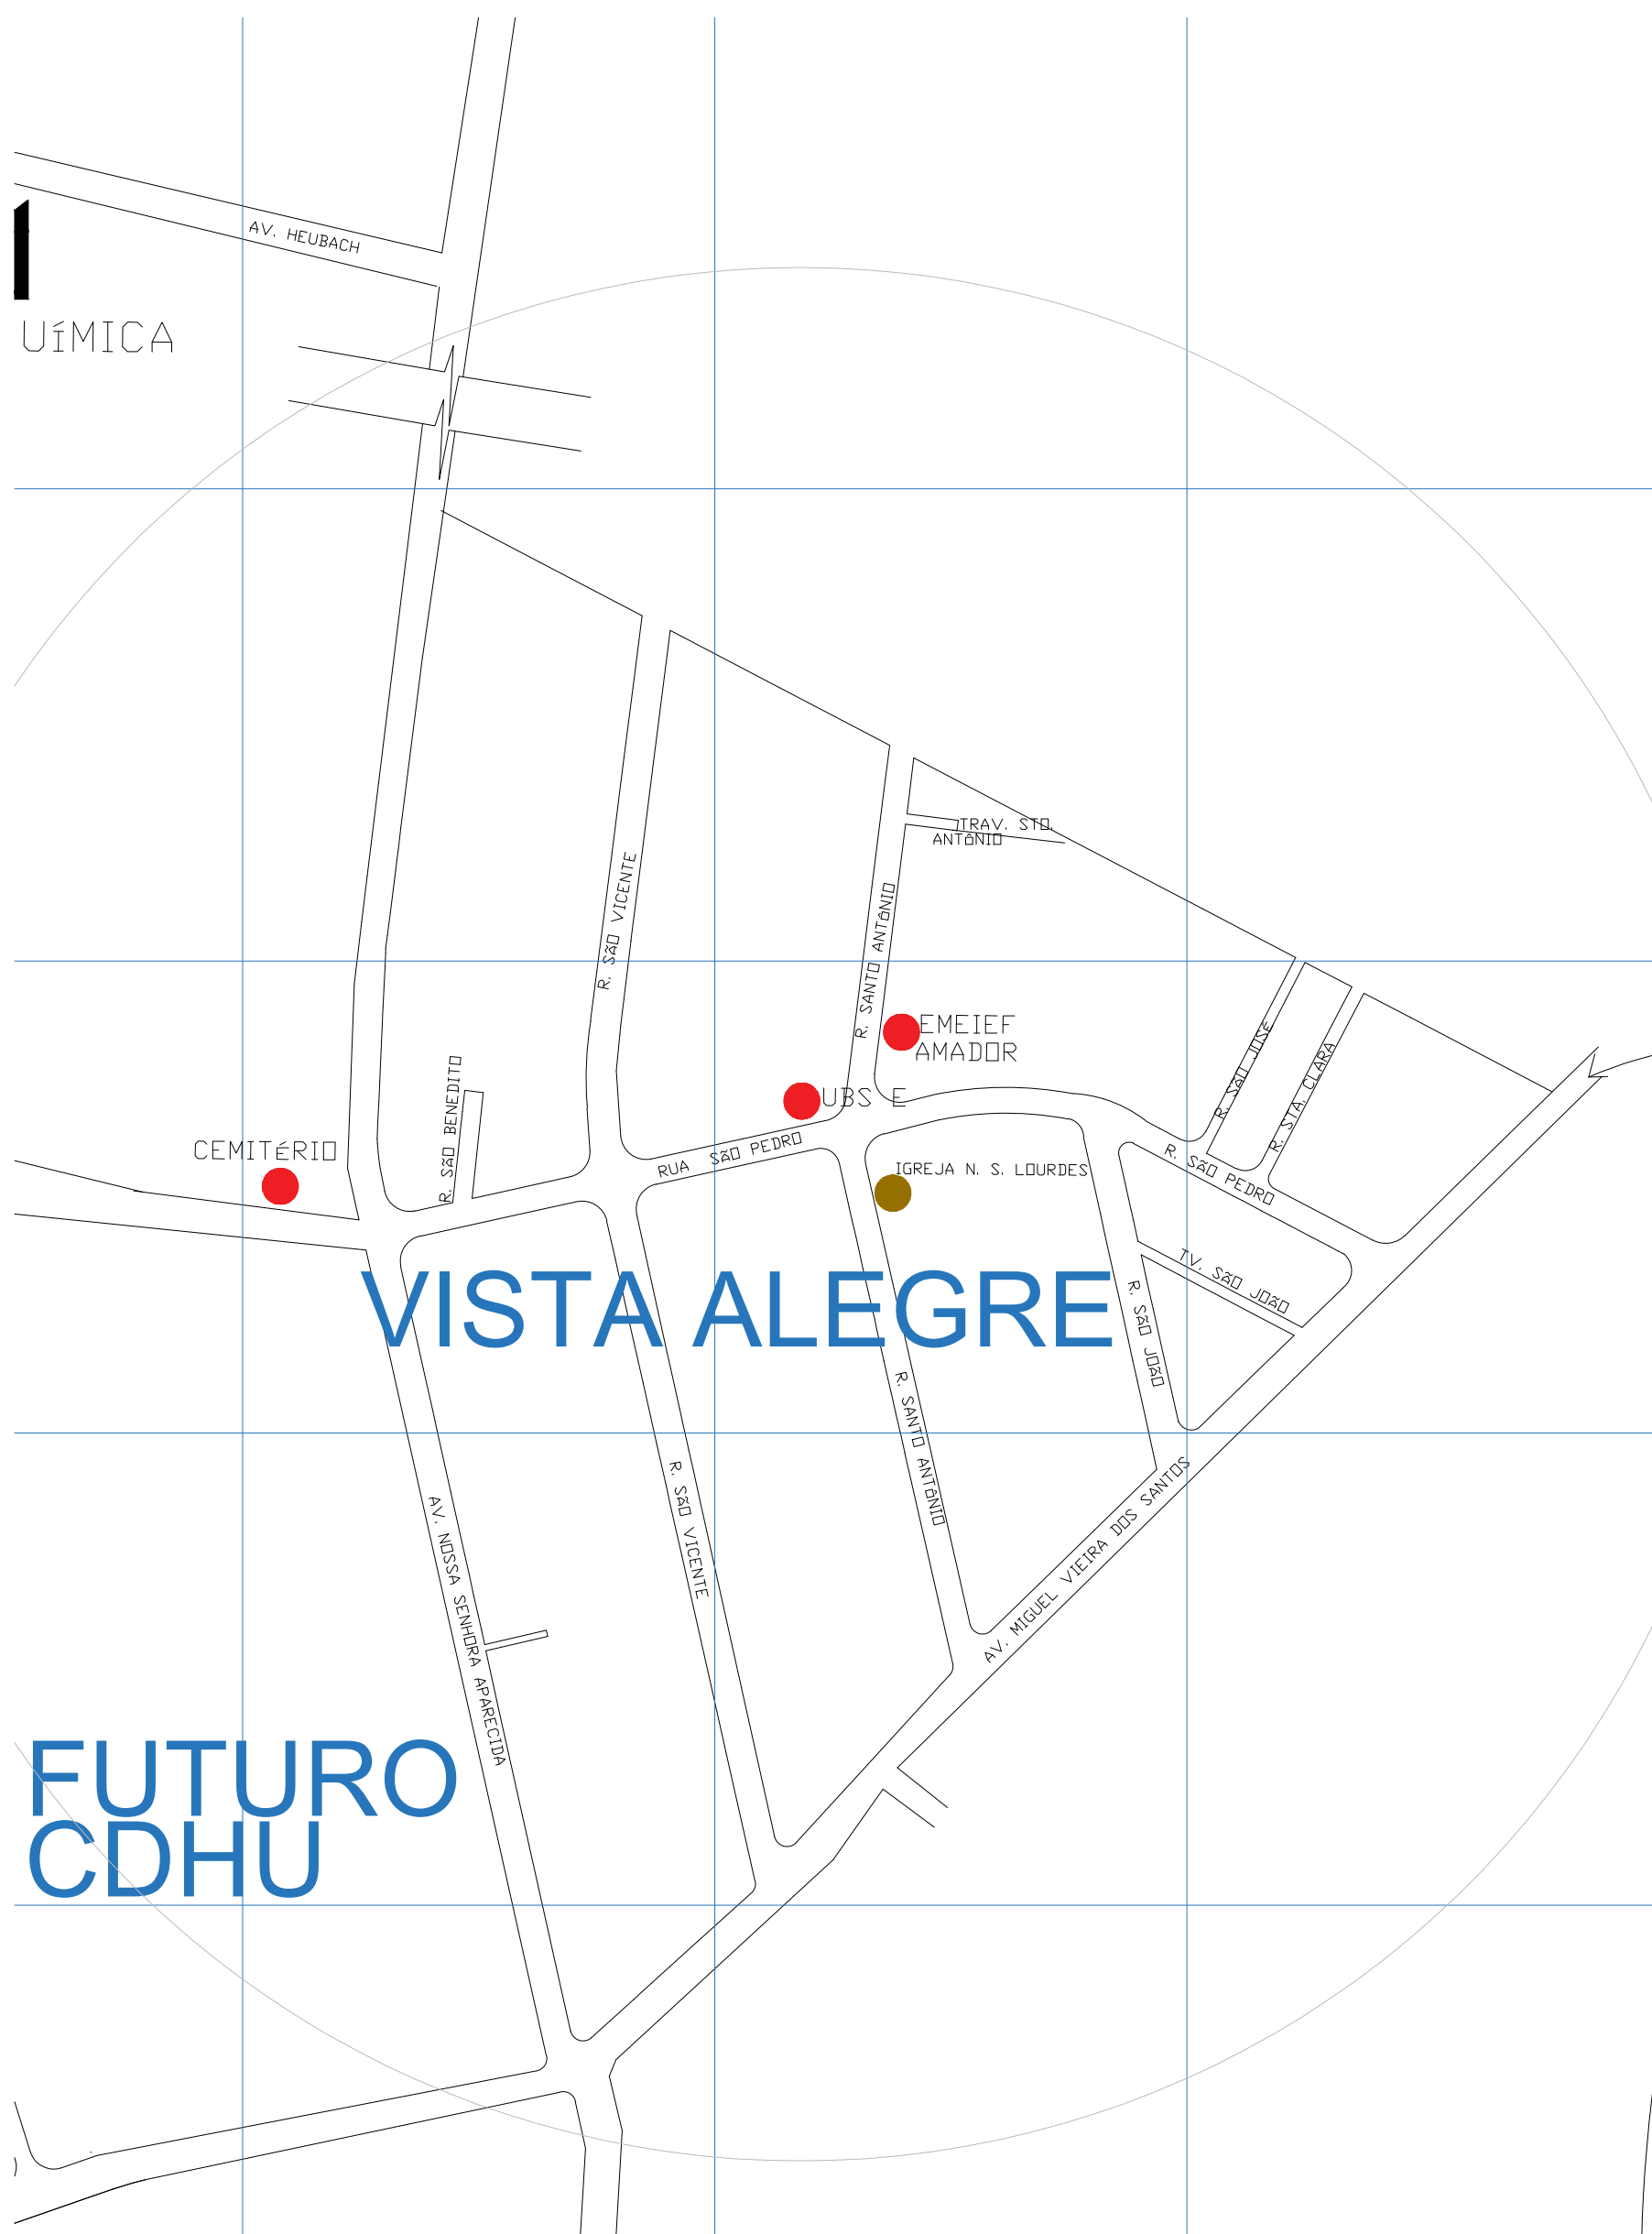 AV. HEUBACH
1
UÍMICA
TRAV. STO.
ANTÔNIO
R. SÃO VICENTE
R. SANTO ANTÔNIO
EMEIEF
AMADOR
R. SÃO JOSÉ
R. STA. CLARA
UBS E
R. SÃO BENEDITO
CEMITÉRIO
RUA SÃO PEDRO
IGREJA N. S. LOURDES
R. SÃO PEDRO
TV. SÃO JOÃO
VISTA ALEGRE
R. SÃO JOÃO
R. SANTO ANTÔNIO
R. SÃO VICENTE
AV. MIGUEL VIEIRA DOS SANTOS
AV. NOSSA SENHORA APARECIDA
FUTURO
CDHU